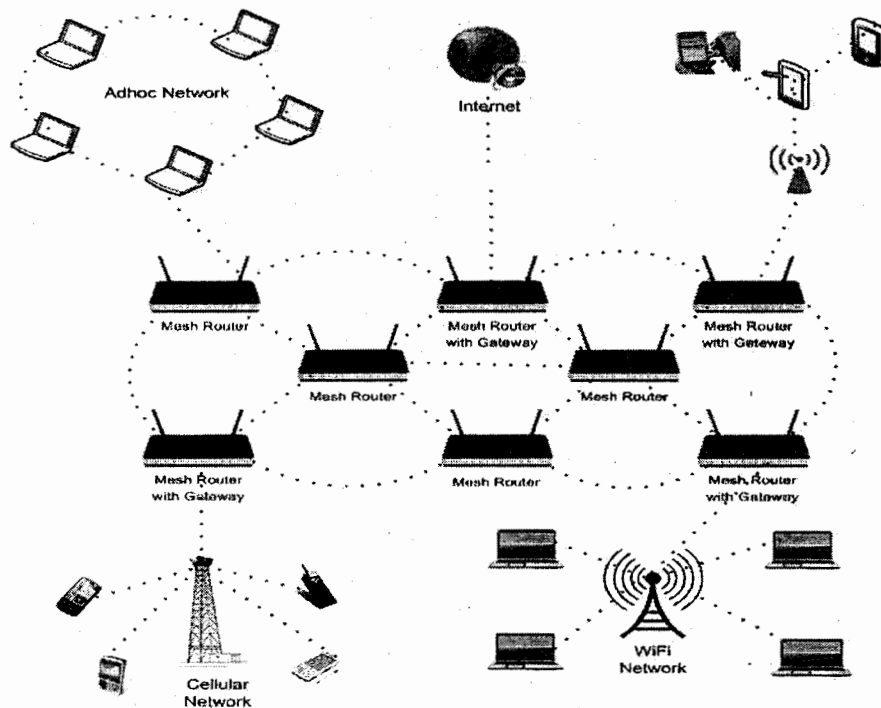 Adhoc Network
Internet
Mesh Router
Mesh Router
with Gateway
Mesh Router
with Gateway
Mesh Router
Mesh Router
Mesh Router
with Gateway
Mesh Router
Mesh Router
with Gateway
Cellular
Network
WiFi
Network